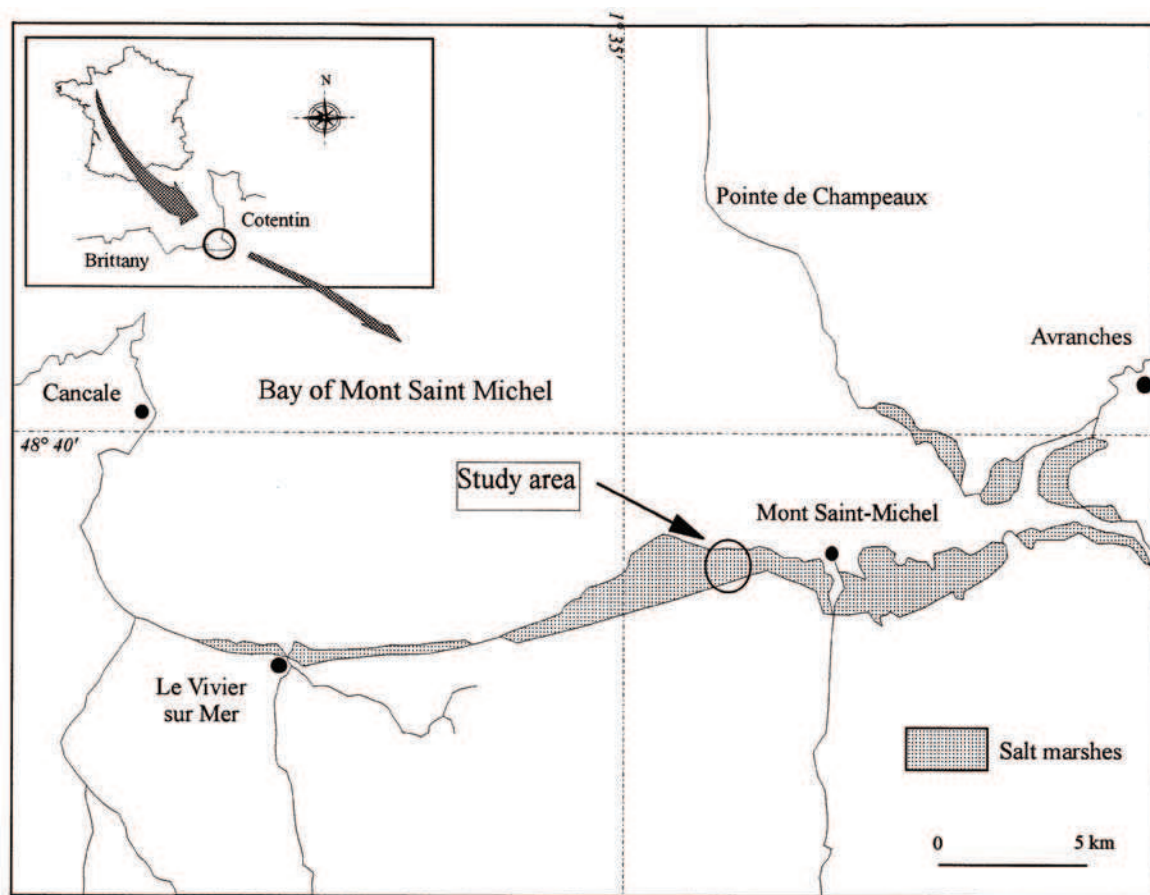 1° 35'
N
Cotentin
Brittany
Pointe de Champeaux
Avranches
Cancale
Bay of Mont Saint Michel
48° 40'
Study area
Mont Saint-Michel
Le Vivier
sur Mer
Salt marshes
0 5 km